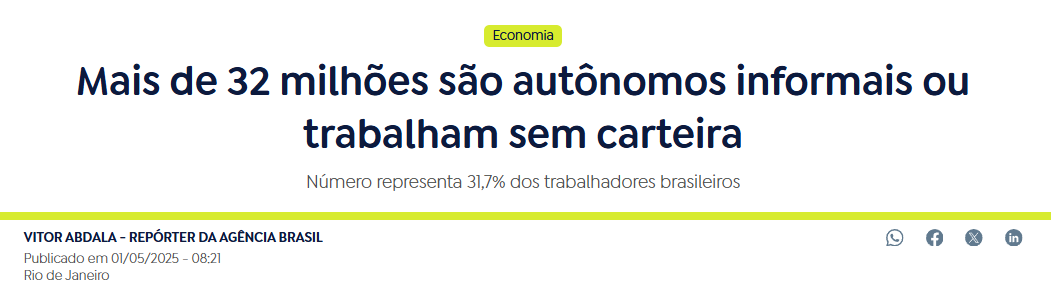 Economia
Mais de 32 milhões são autônomos informais ou
trabalham sem carteira
Número representa 31,7% dos trabalhadores brasileiros
VITOR ABDALA - REPÓRTER DA AGÊNCIA BRASIL
Publicado em 01/05/2025 - 08:21
Rio de Janeiro